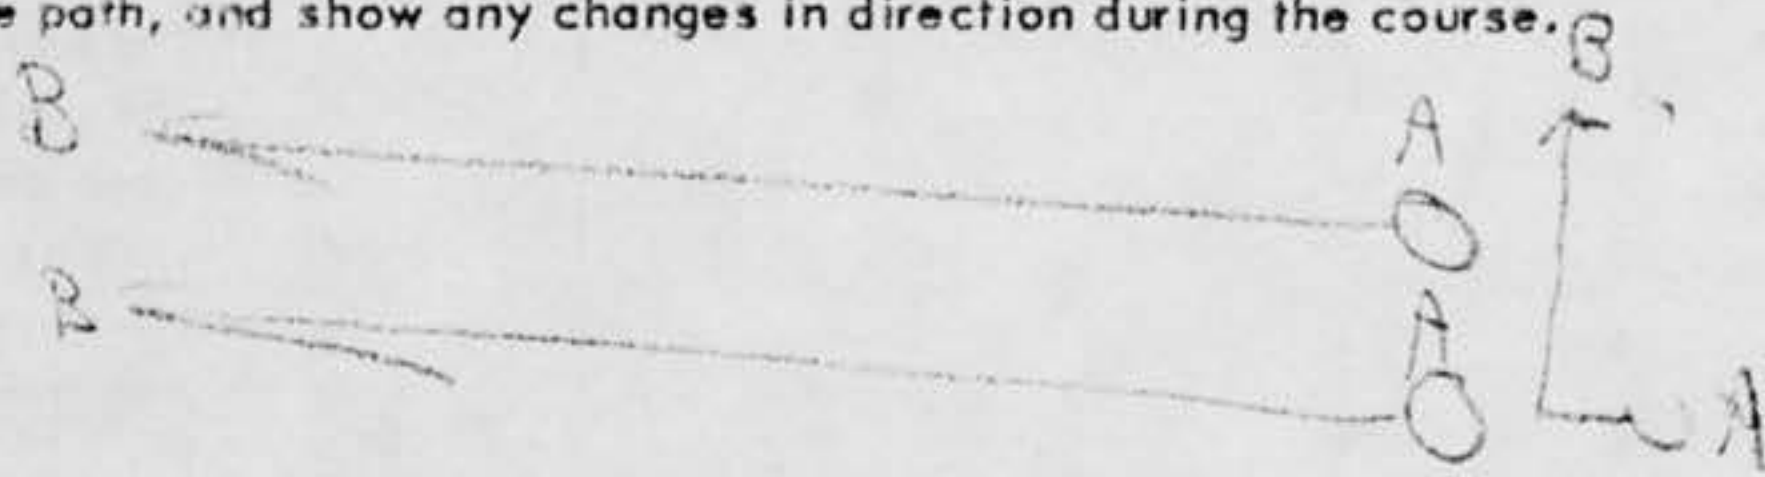 e path, and show any changes in direction during the course.
B
B A
A
B
A